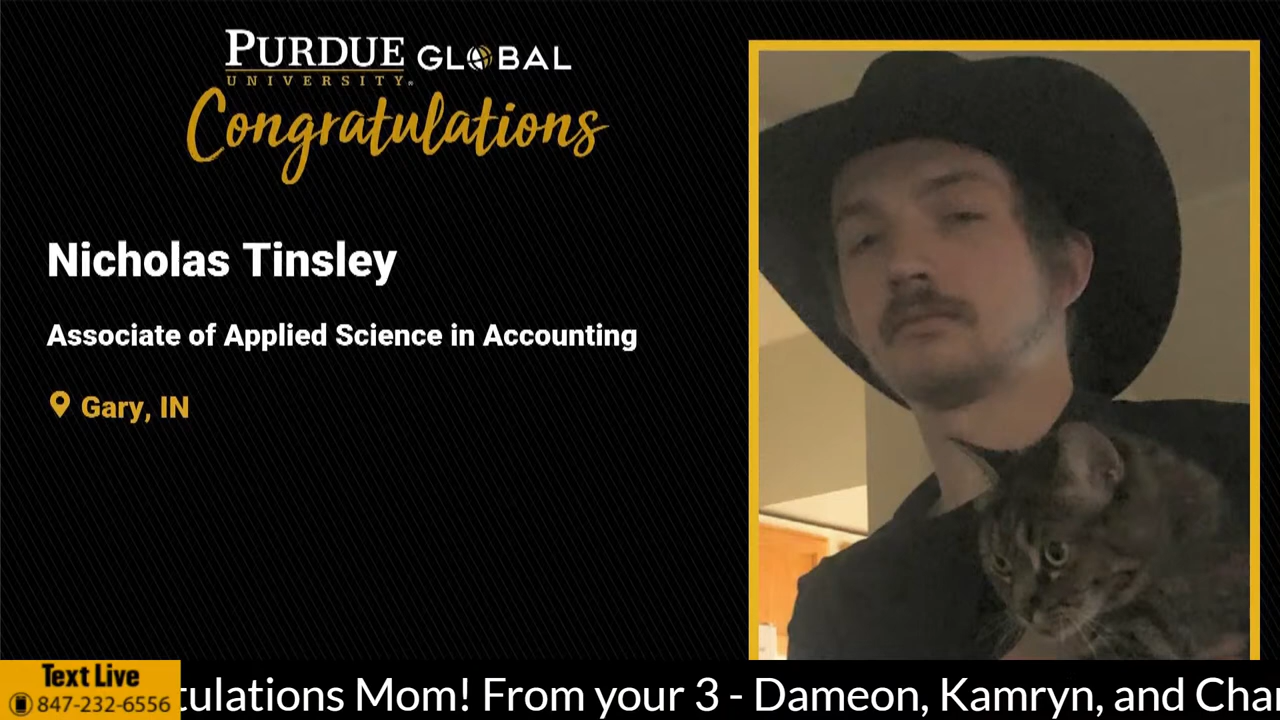 PURDUE GLOBAL
UNIVERSITY®
Congratulations
Nicholas Tinsley
Associate of Applied Science in Accounting
Gary, IN
Text Live
847-232-6556
tulations Mom! From your 3 - Dameon, Kamryn, and Cha